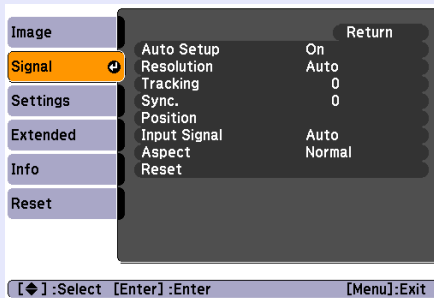 Image
Signal
Settings
Extended
Info
Reset
Return
Auto Setup On
Resolution Auto
Tracking 0
Sync. 0
Position
Input Signal Auto
Aspect Normal
Reset
[◆] :Select [Enter] :Enter [Menu]:Exit